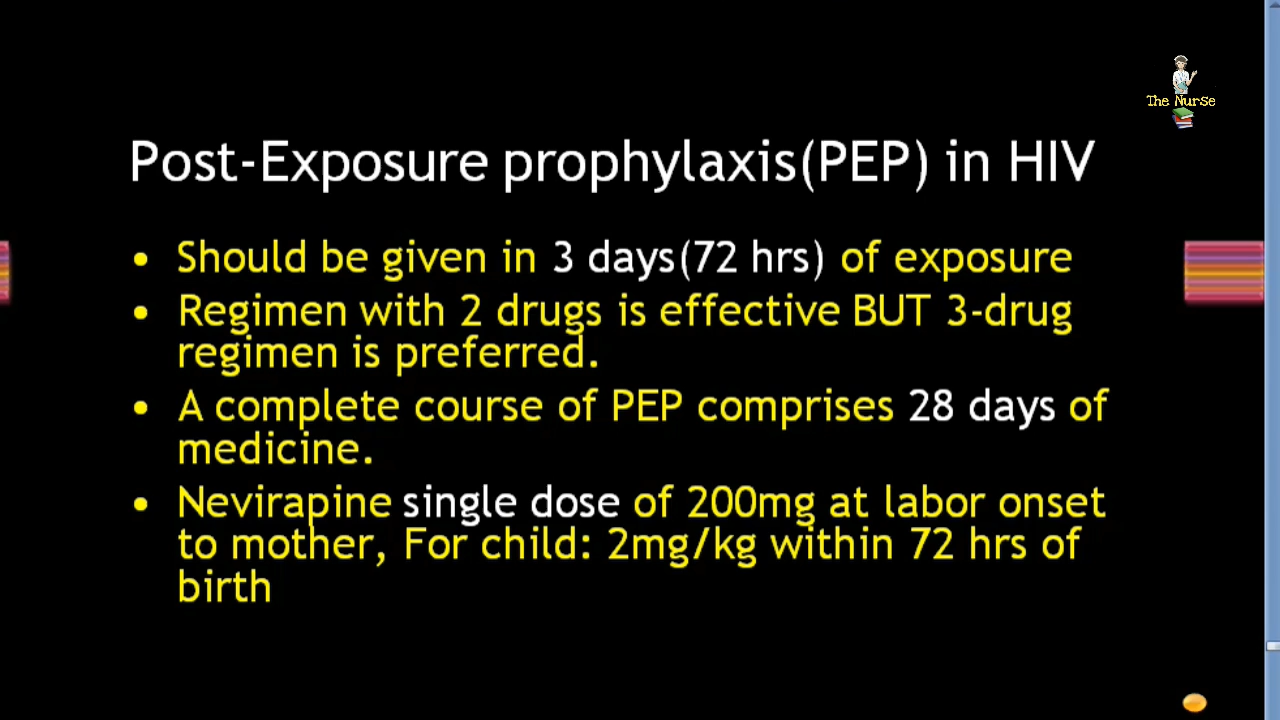 The Nurse
Post-Exposure prophylaxis(PEP) in HIV
• Should be given in 3 days(72 hrs) of exposure
• Regimen with 2 drugs is effective BUT 3-drug
regimen is preferred.
• A complete course of PEP comprises 28 days of
medicine.
• Nevirapine single dose of 200mg at labor onset
to mother, For child: 2mg/kg within 72 hrs of
birth